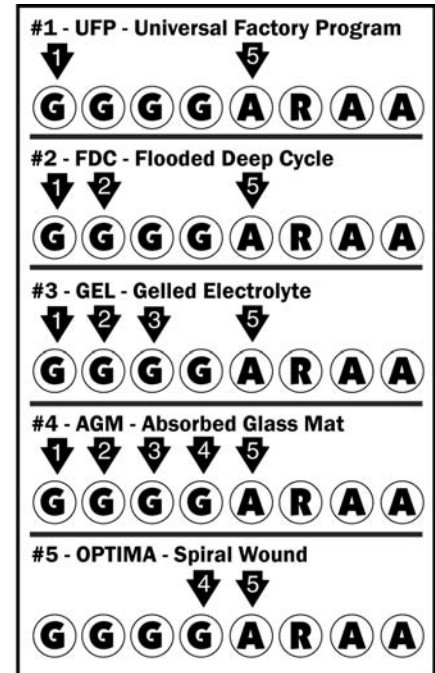 #1 - UFP - Universal Factory Program
1 5
G G G G A R A A
#2 - FDC - Flooded Deep Cycle
1 2 5
G G G G A R A A
#3 - GEL - Gelled Electrolyte
1 2 3 5
G G G G A R A A
#4 - AGM - Absorbed Glass Mat
1 2 3 4 5
G G G G A R A A
#5 - OPTIMA - Spiral Wound
4 5
G G G G A R A A